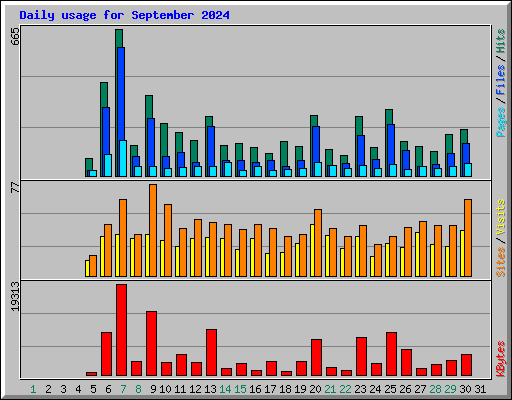 Daily usage for September 2024
665
77
19313
Pages / Files / Hits
Sites / Visits
KBytes
1 2 3 4 5 6 7 8 9 10 11 12 13 14 15 16 17 18 19 20 21 22 23 24 25 26 27 28 29 30 31